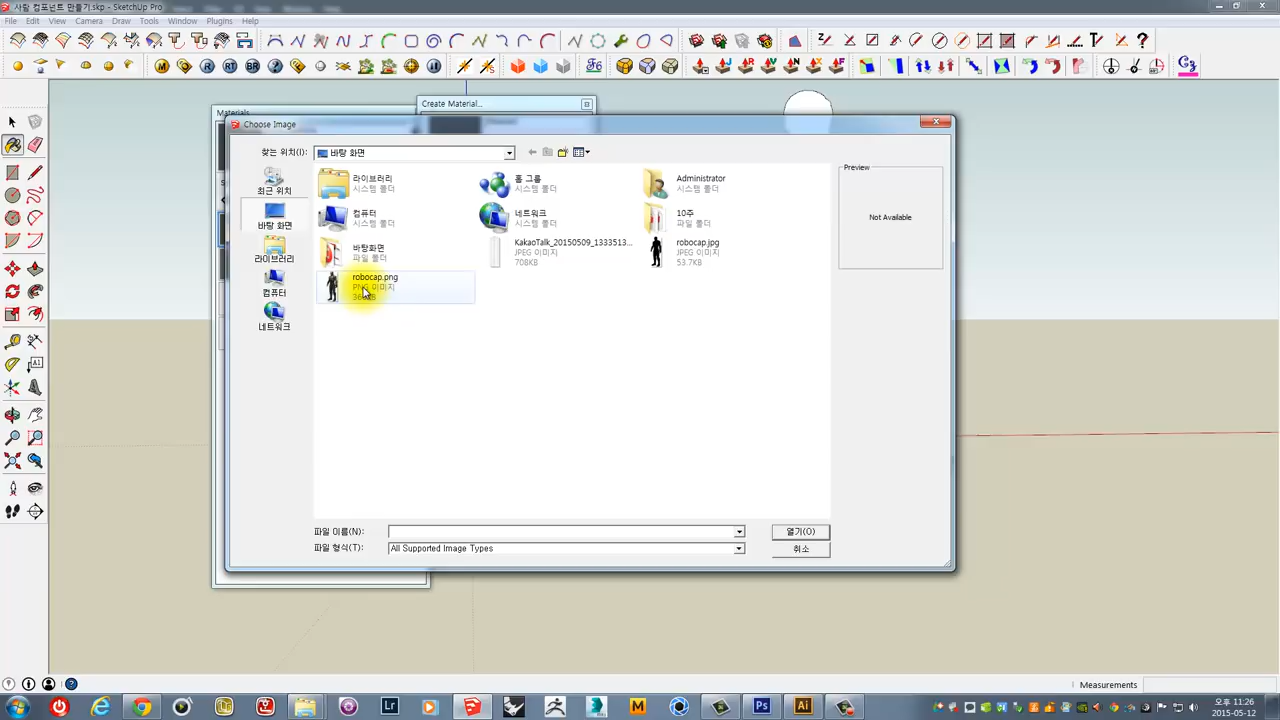 사람 컴포넌트 만들기.skp - SketchUp Pro
File Edit View Camera Draw Tools Window Plugins Help
Materials
Create Material...
Choose Image
찾는 위치(I): 바탕 화면
최근 위치
바탕 화면
라이브러리
컴퓨터
네트워크
라이브러리
시스템 폴더
홈 그룹
시스템 폴더
Administrator
시스템 폴더
컴퓨터
시스템 폴더
네트워크
시스템 폴더
10주
파일 폴더
바탕화면
파일 폴더
KakaoTalk_20150509_1333513...
JPEG 이미지
708KB
robocap.jpg
JPEG 이미지
53.7KB
robocap.png
PNG 이미지
Preview
Not Available
파일 이름(N):
열기(O)
파일 형식(T): All Supported Image Types
취소
Measurements
오후 11:26
2015-05-12